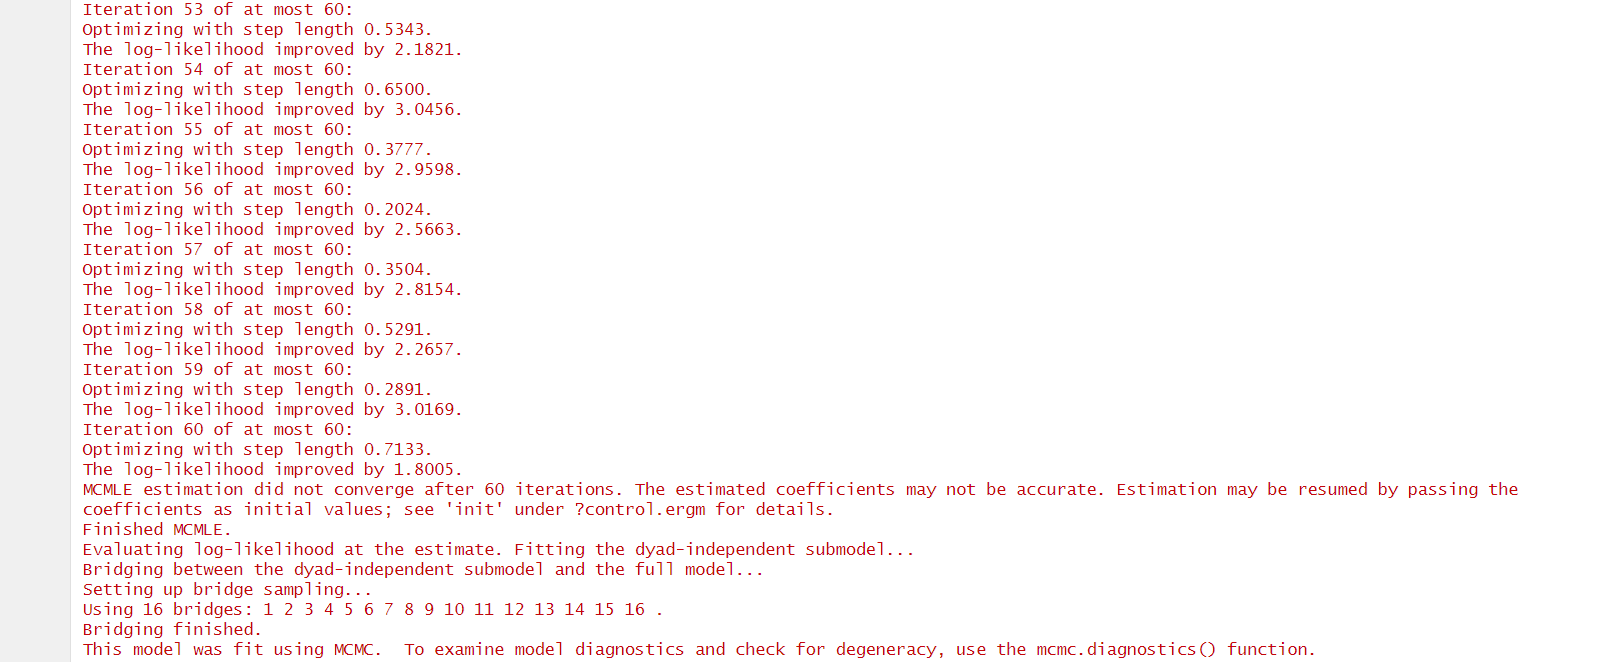 Iteration 53 of at most 60:
Optimizing with step length 0.5343.
The log-likelihood improved by 2.1821.
Iteration 54 of at most 60:
Optimizing with step length 0.6500.
The log-likelihood improved by 3.0456.
Iteration 55 of at most 60:
Optimizing with step length 0.3777.
The log-likelihood improved by 2.9598.
Iteration 56 of at most 60:
Optimizing with step length 0.2024.
The log-likelihood improved by 2.5663.
Iteration 57 of at most 60:
Optimizing with step length 0.3504.
The log-likelihood improved by 2.8154.
Iteration 58 of at most 60:
Optimizing with step length 0.5291.
The log-likelihood improved by 2.2657.
Iteration 59 of at most 60:
Optimizing with step length 0.2891.
The log-likelihood improved by 3.0169.
Iteration 60 of at most 60:
Optimizing with step length 0.7133.
The log-likelihood improved by 1.8005.
MCMLE estimation did not converge after 60 iterations. The estimated coefficients may not be accurate. Estimation may be resumed by passing the
coefficients as initial values; see 'init' under ?control.ergm for details.
Finished MCMLE.
Evaluating log-likelihood at the estimate. Fitting the dyad-independent submodel...
Bridging between the dyad-independent submodel and the full model...
Setting up bridge sampling...
Using 16 bridges: 1 2 3 4 5 6 7 8 9 10 11 12 13 14 15 16 .
Bridging finished.
This model was fit using MCMC.  To examine model diagnostics and check for degeneracy, use the mcmc.diagnostics() function.